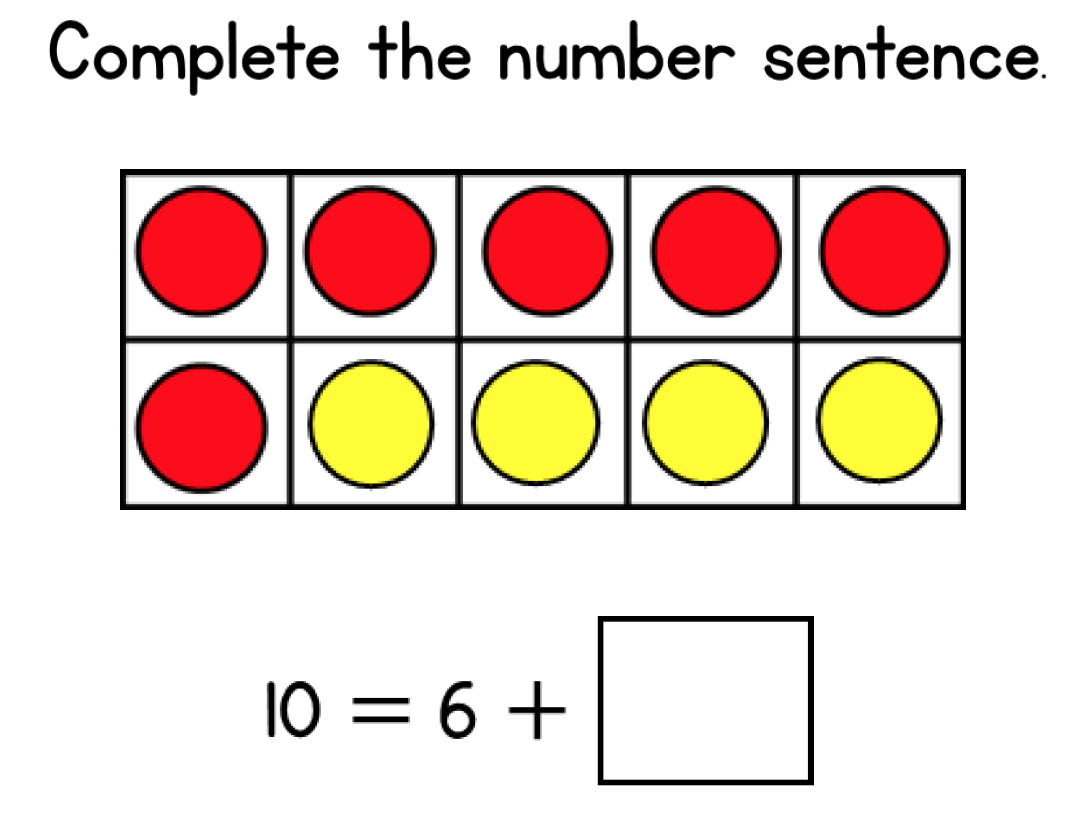 Complete the number sentence.
10 = 6 +